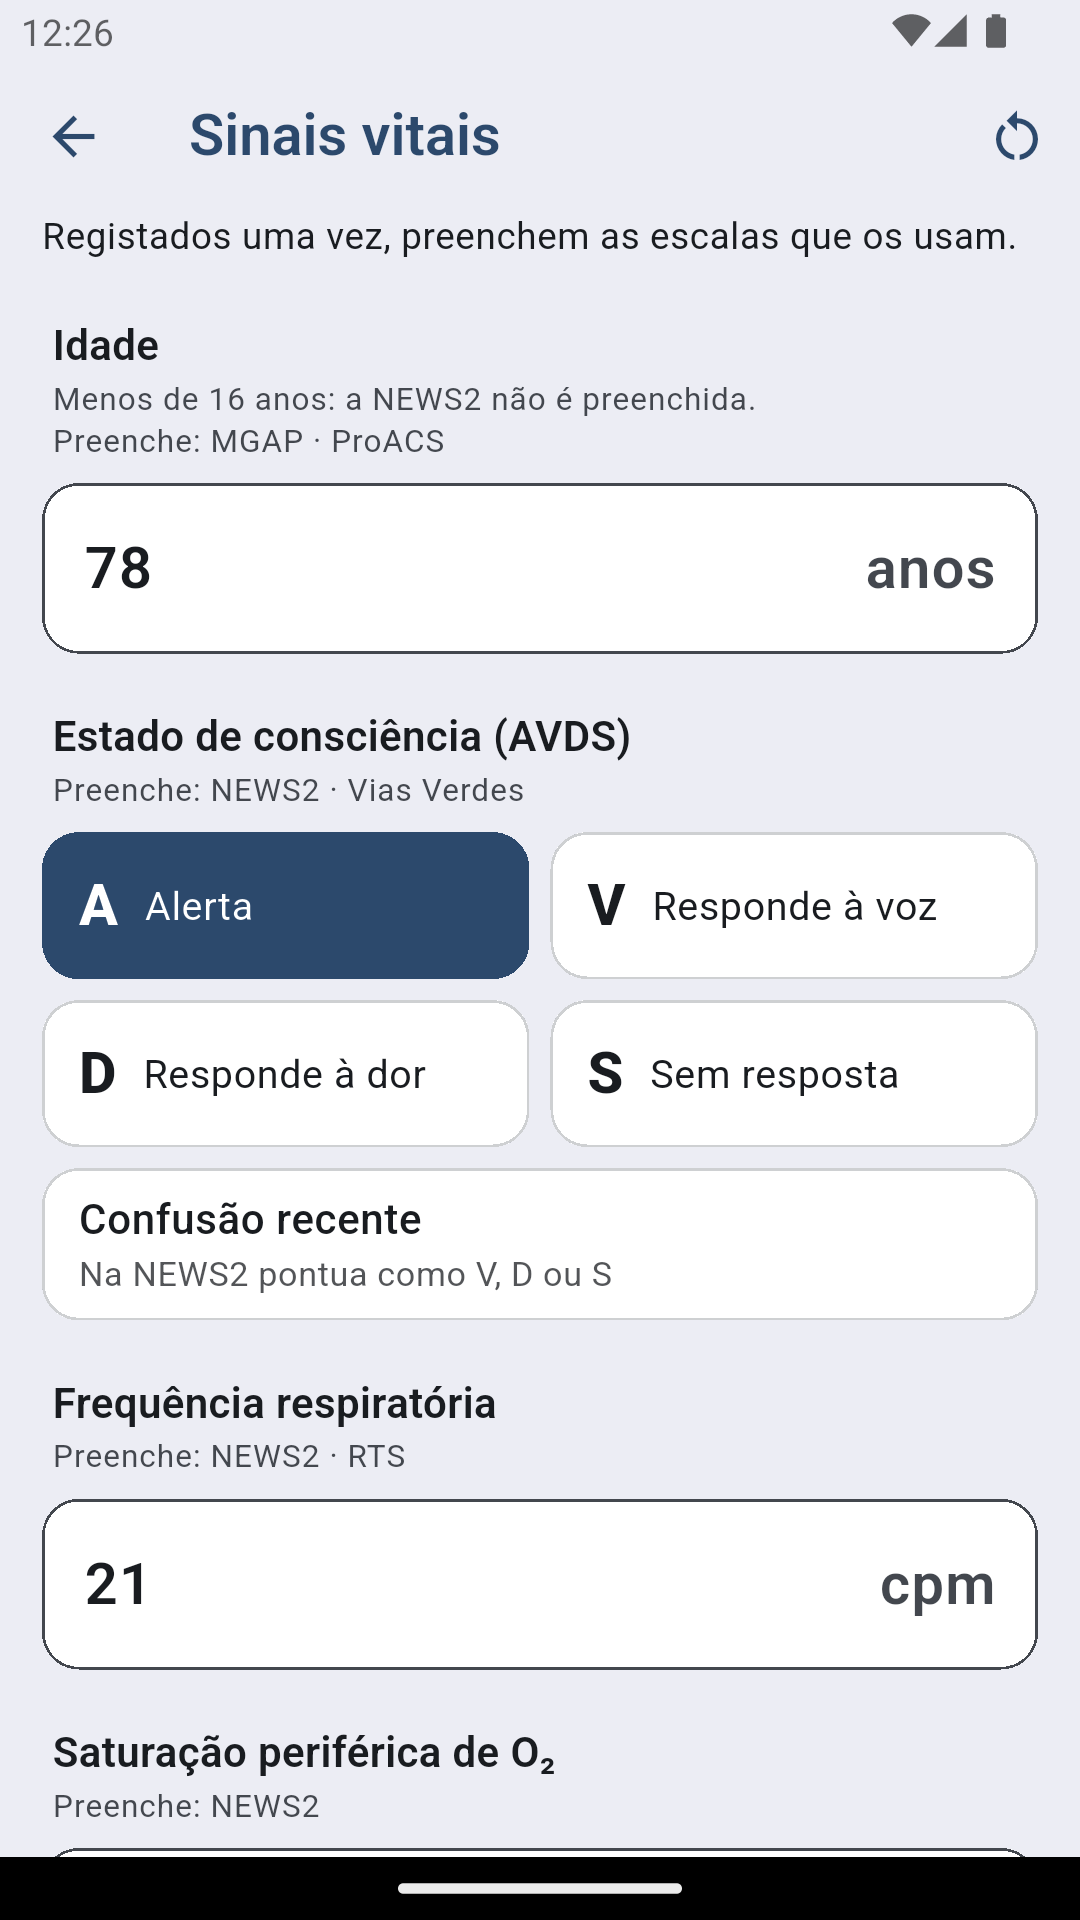 12:26
Sinais vitais
Registados uma vez, preenchem as escalas que os usam.
Idade
Menos de 16 anos: a NEWS2 não é preenchida.
Preenche: MGAP · ProACS
78 anos
Estado de consciência (AVDS)
Preenche: NEWS2 · Vias Verdes
A Alerta
V Responde à voz
D Responde à dor
S Sem resposta
Confusão recente
Na NEWS2 pontua como V, D ou S
Frequência respiratória
Preenche: NEWS2 · RTS
21 cpm
Saturação periférica de O₂
Preenche: NEWS2